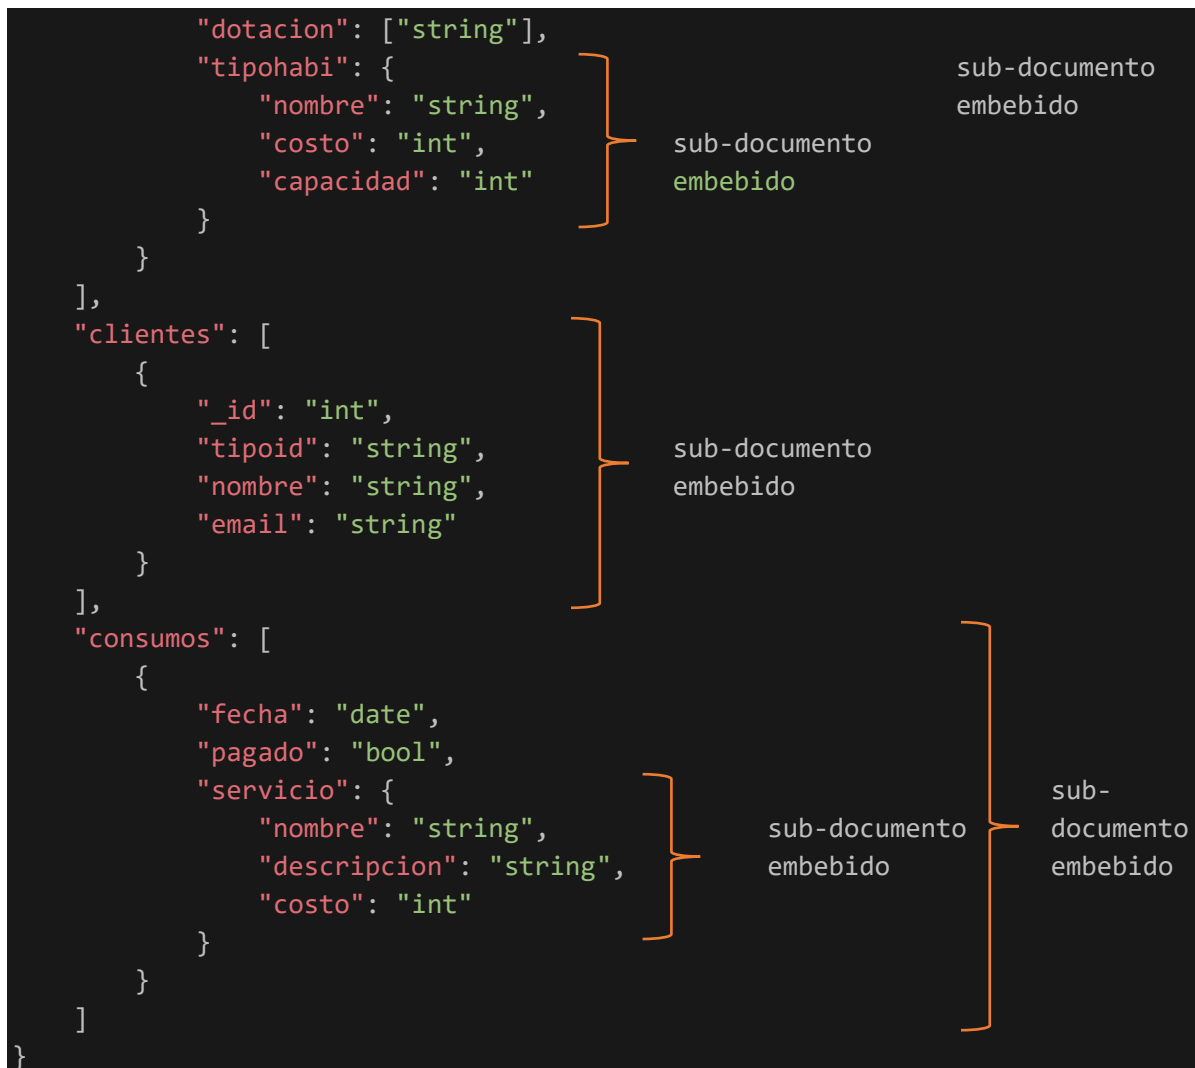 "dotacion": ["string"],
"tipohabi": { sub-documento
"nombre": "string", embebido
"costo": "int", sub-documento
"capacidad": "int" embebido
}
}
],
"clientes": [
{
"_id": "int",
"tipoid": "string", sub-documento
"nombre": "string", embebido
"email": "string"
}
],
"consumos": [
{
"fecha": "date",
"pagado": "bool",
"servicio": { sub-
"nombre": "string", sub-documento documento
"descripcion": "string", embebido embebido
"costo": "int"
}
}
]
}